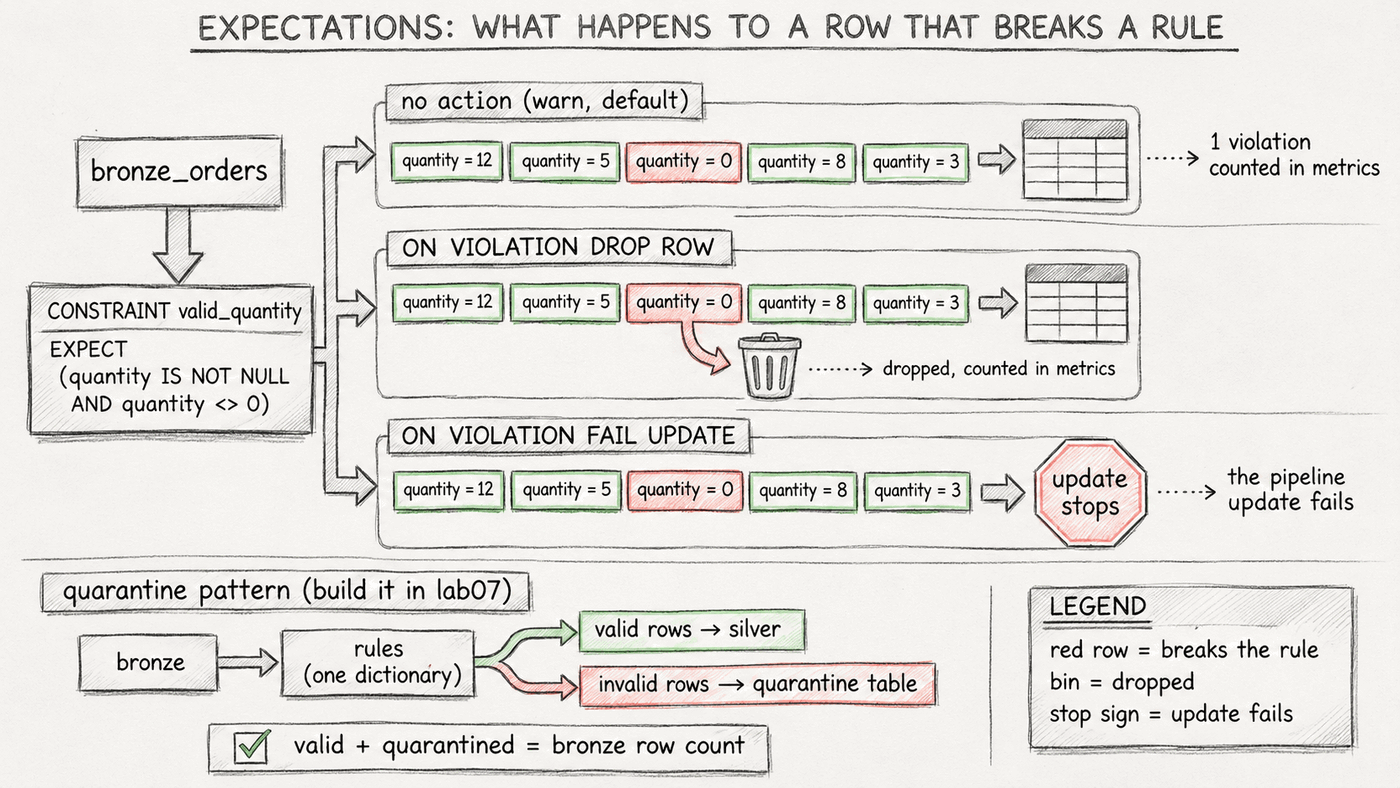 EXPECTATIONS: WHAT HAPPENS TO A ROW THAT BREAKS A RULE
bronze_orders
CONSTRAINT valid_quantity
EXPECT
(quantity IS NOT NULL
AND quantity <> 0)
no action (warn, default)
quantity = 12
quantity = 5
quantity = 0
quantity = 8
quantity = 3
1 violation
counted in metrics
ON VIOLATION DROP ROW
quantity = 12
quantity = 5
quantity = 0
quantity = 8
quantity = 3
dropped, counted in metrics
ON VIOLATION FAIL UPDATE
quantity = 12
quantity = 5
quantity = 0
quantity = 8
quantity = 3
update
stops
the pipeline
update fails
quarantine pattern (build it in lab07)
bronze
rules
(one dictionary)
valid rows → silver
invalid rows → quarantine table
valid + quarantined = bronze row count
LEGEND
red row = breaks the rule
bin = dropped
stop sign = update fails